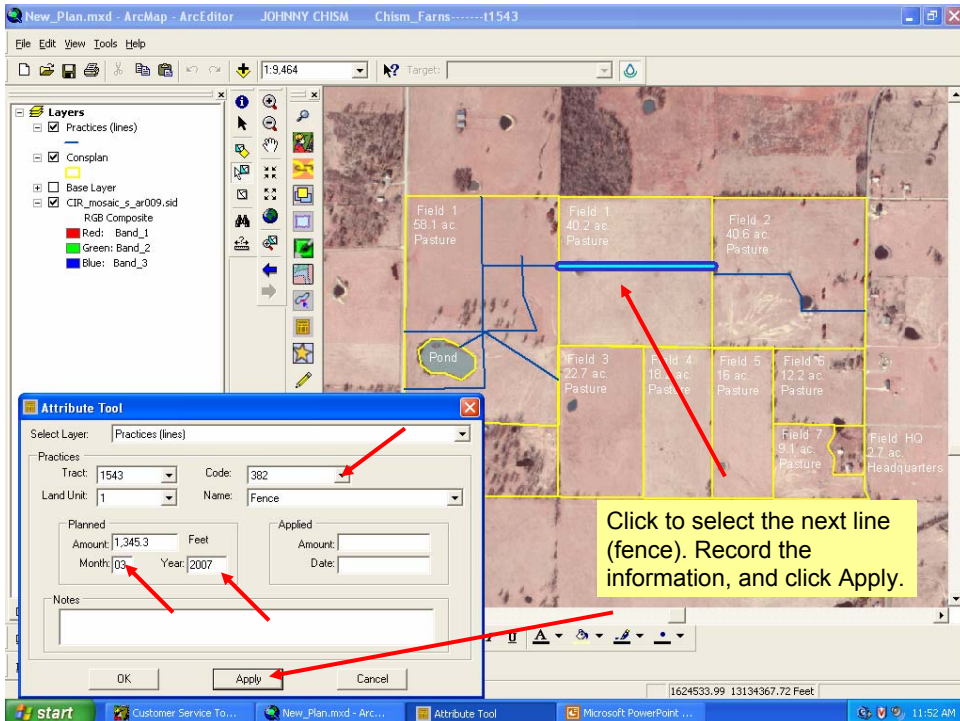 New_Plan.mxd - ArcMap - ArcEditor JOHNNY CHISM Chism_Farns-------t1543
File Edit View Tools Help
1:9,464 Target:
Layers
Practices (lines)
Consplan
Base Layer
CIR_mosaic_s_ar009.sid
RGB Composite
Red: Band_1
Green: Band_2
Blue: Band_3
Field 1
58.1 ac.
Pasture
Field 1
40.2 ac.
Pasture
Field 2
40.6 ac.
Pasture
Pond
Field 3
22.7 ac.
Pasture
Field 4
ac.
Pasture
Field 5
16 ac.
Pasture
Field 6
12.2 ac.
Pasture
Field 7
9.1 ac.
Pasture
Field HQ
2.7 ac.
Headquarters
Attribute Tool
Select Layer: Practices (lines)
Practices
Tract: 1543 Code: 382
Land Unit: 1 Name: Fence
Planned
Amount: 1,345.3 Feet
Month: 03 Year: 2007
Applied
Amount:
Date:
Notes
OK Apply Cancel
Click to select the next line
(fence). Record the
information, and click Apply.
U A
1624533.99 13134367.72 Feet
start Customer Service To... New_Plan.mxd - Arc... Attribute Tool Microsoft PowerPoint ... 11:52 AM